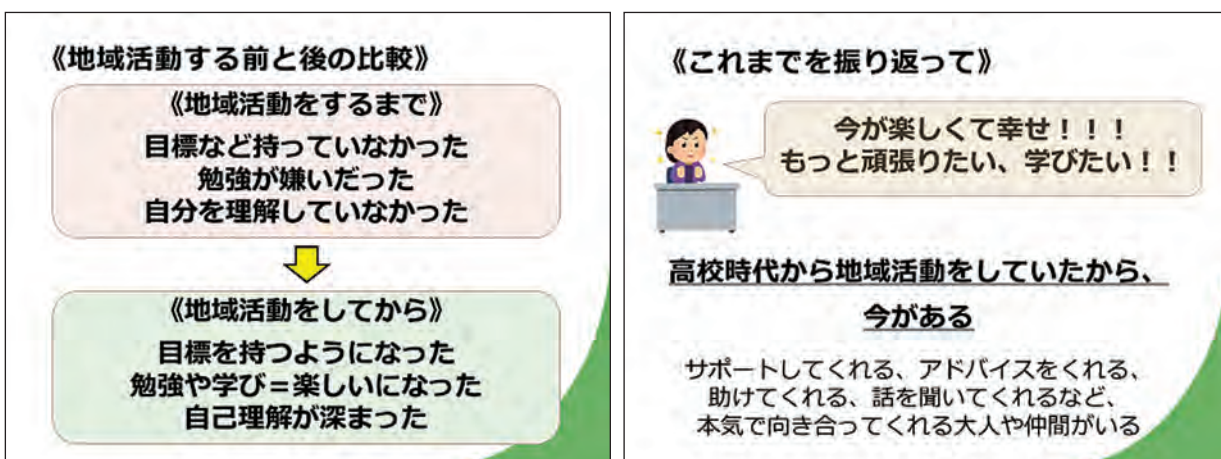 《地域活動する前と後の比較》
《地域活動をするまで》
目標など持っていなかった
勉強が嫌いだった
自分を理解していなかった
《地域活動をしてから》
目標を持つようになった
勉強や学び＝楽しいになった
自己理解が深まった
《これまでを振り返って》
今が楽しくて幸せ！！！
もっと頑張りたい、学びたい！！
高校時代から地域活動をしていたから、
今がある
サポートしてくれる、アドバイスをくれる、
助けてくれる、話を聞いてくれるなど、
本気で向き合ってくれる大人や仲間がいる